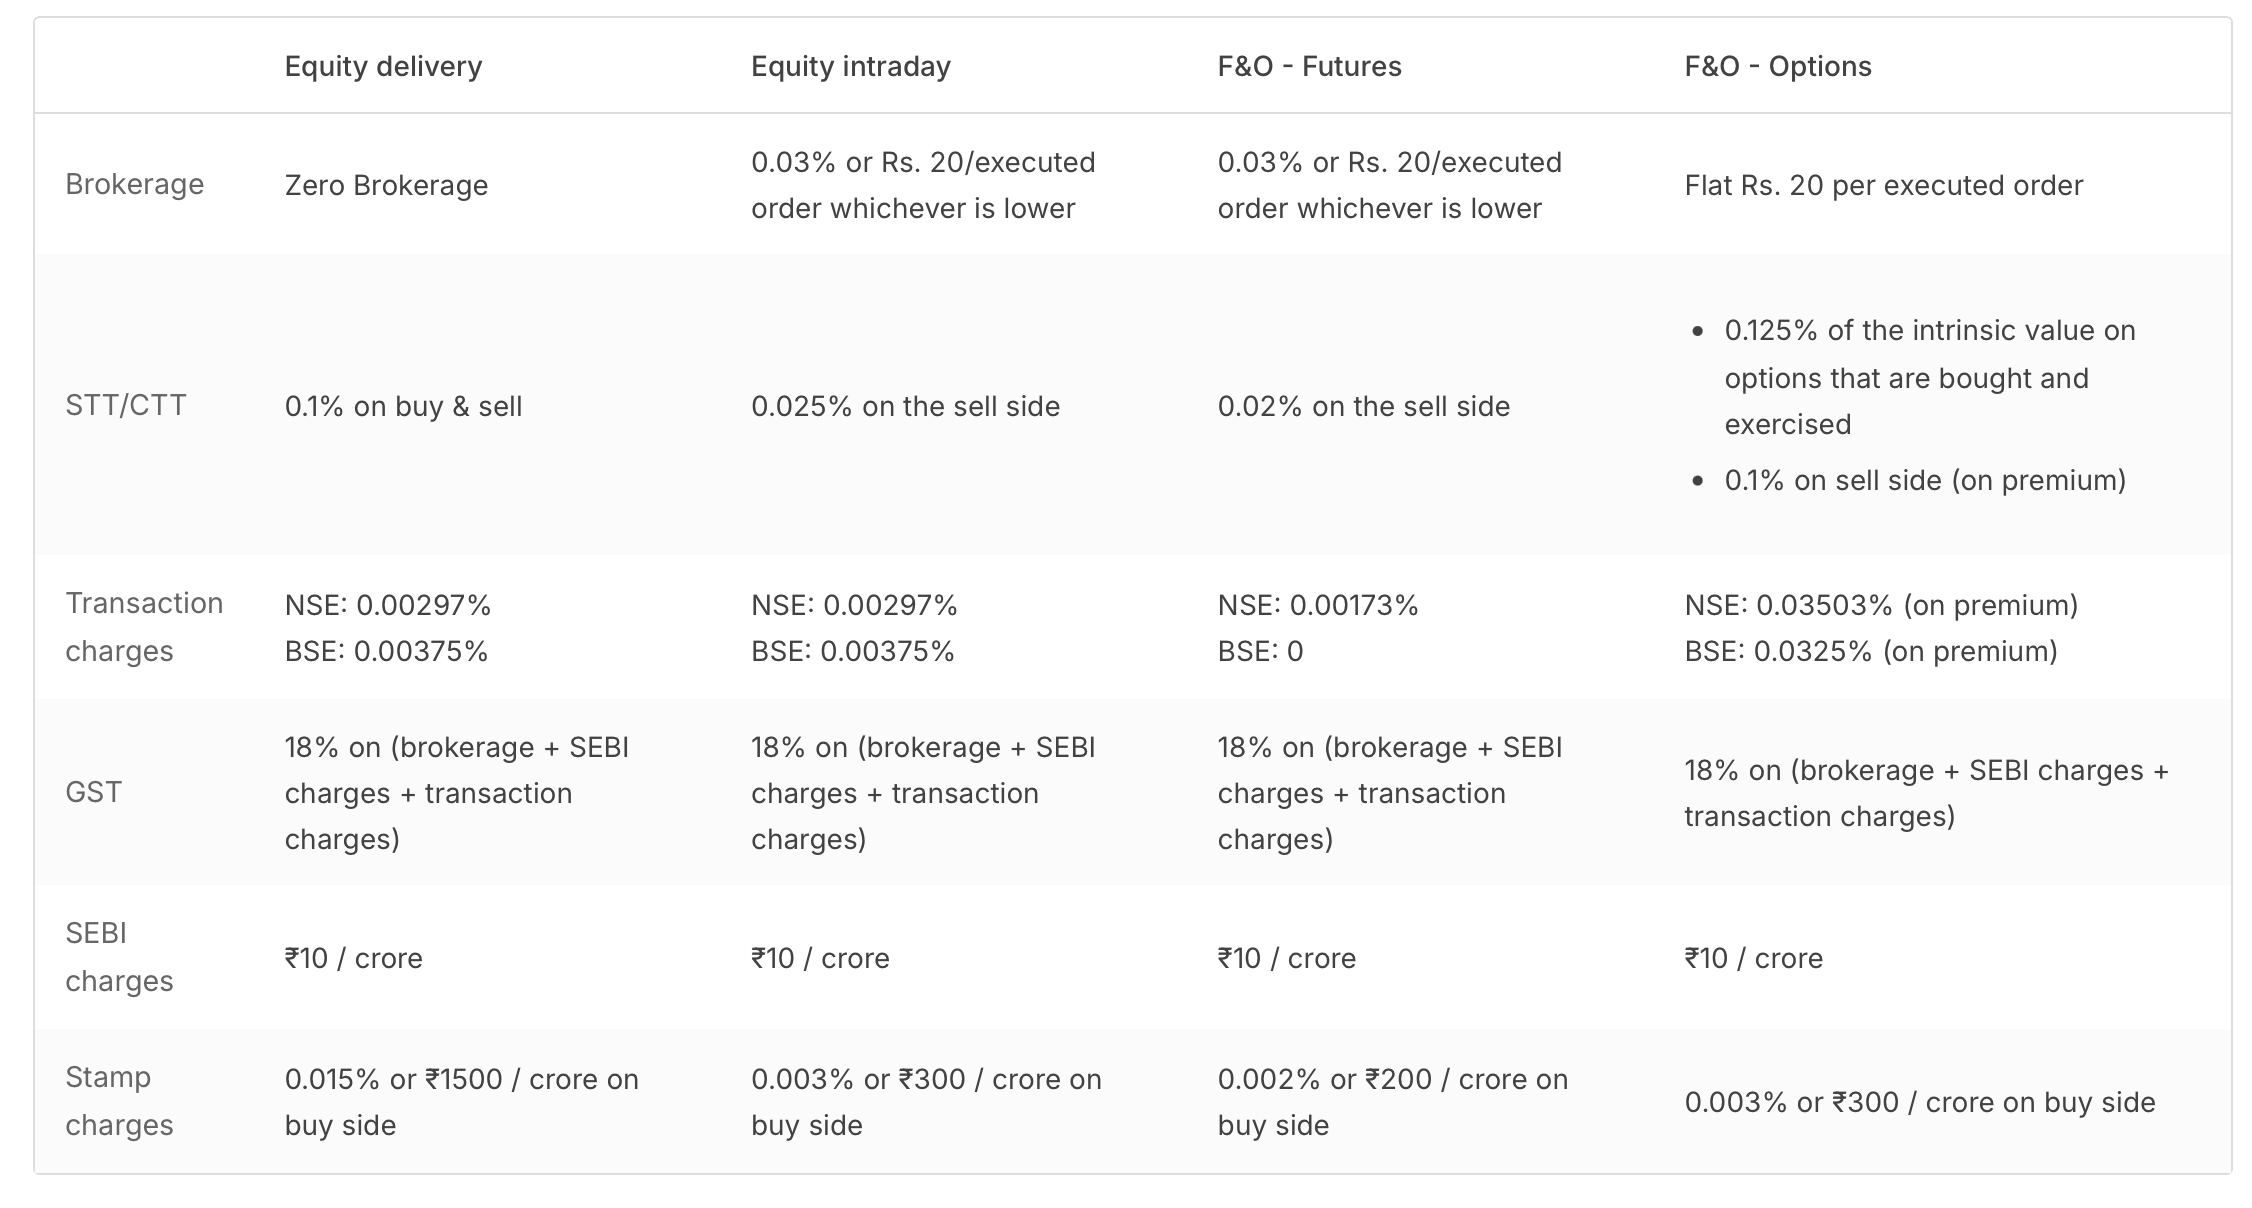 Equity delivery
Equity intraday
F&O - Futures
F&O - Options
Brokerage
Zero Brokerage
0.03% or Rs. 20/executed
order whichever is lower
0.03% or Rs. 20/executed
order whichever is lower
Flat Rs. 20 per executed order
STT/CTT
0.1% on buy & sell
0.025% on the sell side
0.02% on the sell side
• 0.125% of the intrinsic value on
options that are bought and
exercised
• 0.1% on sell side (on premium)
Transaction
charges
NSE: 0.00297%
BSE: 0.00375%
NSE: 0.00297%
BSE: 0.00375%
NSE: 0.00173%
BSE: 0
NSE: 0.03503% (on premium)
BSE: 0.0325% (on premium)
GST
18% on (brokerage + SEBI
charges + transaction
charges)
18% on (brokerage + SEBI
charges + transaction
charges)
18% on (brokerage + SEBI
charges + transaction
charges)
18% on (brokerage + SEBI charges +
transaction charges)
SEBI
charges
₹10 / crore
₹10 / crore
₹10 / crore
₹10 / crore
Stamp
charges
0.015% or ₹1500 / crore on
buy side
0.003% or ₹300 / crore on
buy side
0.002% or ₹200 / crore on
buy side
0.003% or ₹300 / crore on buy side